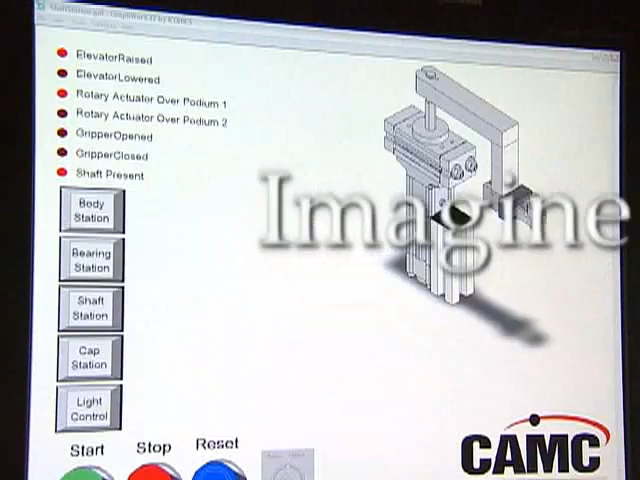 ElevatorRaised
ElevatorLowered
Rotary Actuator Over Podium 1
Rotary Actuator Over Podium 2
GripperOpened
GripperClosed
Shaft Present
Imagine
Body
Station
Bearing
Station
Shaft
Station
Cap
Station
Light
Control
Start Stop Reset
CAMC